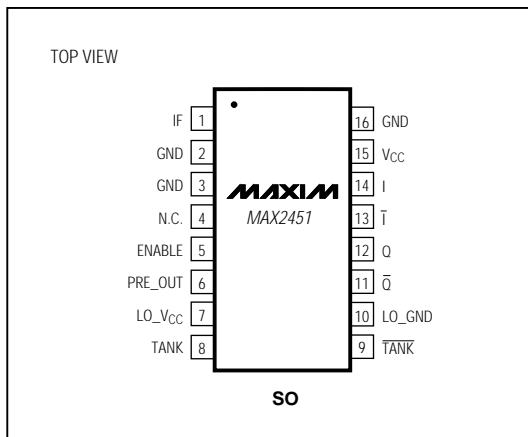 TOP VIEW
IF 1
GND 2
GND 3
N.C. 4
ENABLE 5
PRE_OUT 6
LO_VCC 7
TANK 8
MAXIM
MAX2451
16 GND
15 VCC
14 I
13 I̅
12 Q
11 Q̅
10 LO_GND
9 T̅A̅N̅K̅
SO